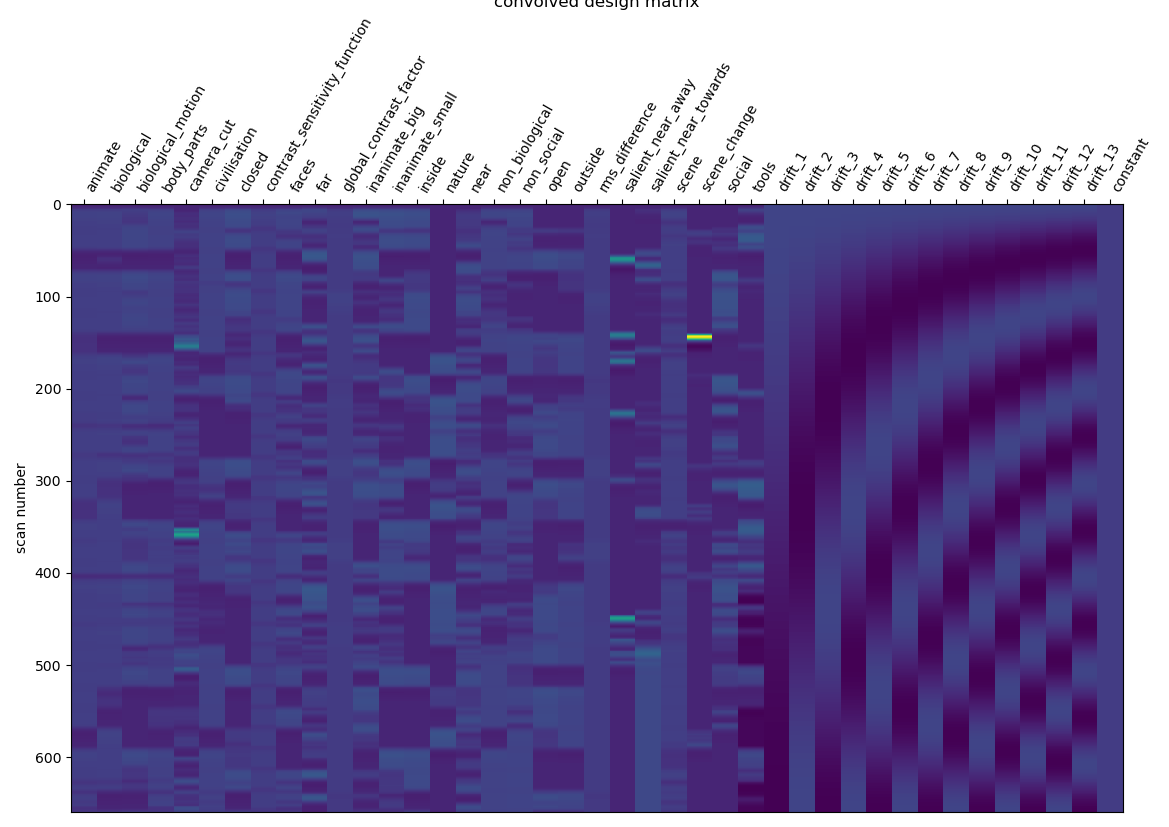 convolved design matrix
animate
biological
biological_motion
body_parts
camera_cut
civilisation
closed
contrast_sensitivity_function
faces
far
global_contrast_factor
inanimate_big
inanimate_small
inside
nature
near
non_biological
non_social
open
outside
rms_difference
salient_near_away
salient_near_towards
scene
scene_change
social
tools
drift_1
drift_2
drift_3
drift_4
drift_5
drift_6
drift_7
drift_8
drift_9
drift_10
drift_11
drift_12
drift_13
constant
0
100
200
300
400
500
600
scan number